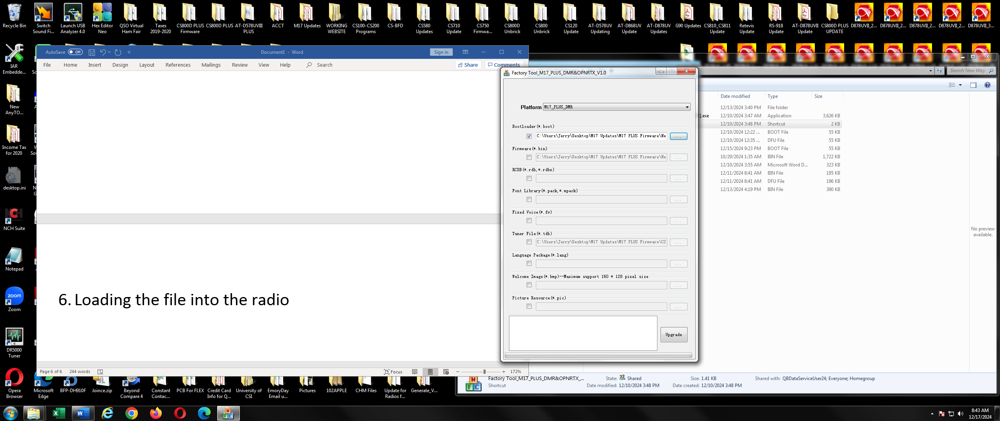 Recycle Bin
Switch Sound Fi...
Launch USB Analyzer 4.0
Hex Editor Neo
QSO Virtual Ham Fair
Taxes 2019-2020
CS800D PLUS Firmware
CS800D PLUS
AT-D578UVIII PLUS
ACCT
M17 Updates
WORKING WEBSITE
CS100-CS200 Programs
CS-BFD
CS580 Updates
CS710 Update
CS750 Firmwa...
CS800D Unbrick
CS800 Unbrick
CS120 Update
AT-D578UV Updating
AT-D868UV Update
AT-D878UV Updates
G90 Updates
CS810_CS811 Update
Retevis Update
RS-918 Update
AT-D878UVII Update
CS800D PLUS UPDATE
D878UVII_2...
D878UVII_2...
D878UVII_2...
D878UVII_2...
D878UVII_3...
IAR Embedde...
New AnyTO...
Income Tax for 2020
desktop.ini
NCH Suite
Notepad
Zoom
DR5000 Tuner
Opera Browser
Microsoft Edge
BFP-DH910F
Joince.zip
Beyond Compare 4
Constant Contac...
PCB For FLEX
Credit Card Info for Q...
University of CSI
EmoryDay Email u...
Pictures
102APPLE
CHM Files
Update for Radios f...
Generate_V...
AutoSave Off
Document1 - Word
Sign in
File Home Insert Design Layout References Mailings Review View Help Search
Share Comments
6. Loading the file into the radio
Page 6 of 6 244 words
Focus
172%
Factory Tool_M17_PLUS_DMR&OPNRTX_V1.0
Platform M17_PLUS_DMR
Bootloader(*.boot)
C:\Users\Jerry\Desktop\M17 Updates\M17 PLUS Firmware\Ne ...
Firmware(*.bin)
C:\Users\Jerry\Desktop\M17 Updates\M17 PLUS Firmware\Ne ...
RCDB(*.rdb,*.rdbx)
...
Font Library(*.pack,*.mpack)
...
Fixed Voice(*.fv)
...
Tuner File(*.tdb)
C:\Users\Jerry\Desktop\M17 Updates\M17 PLUS Firmware\CS ...
Language Package(*.lang)
...
Welcome Image(*.bmp)--Maximum support 160 * 128 pixel size
...
Picture Resource(*.pic)
...
Upgrade
Search New Way
Date modified Type Size
12/13/2024 3:40 PM File folder
].exe 12/10/2024 3:47 AM Application 3,626 KB
12/10/2024 3:48 PM Shortcut 2 KB
12/10/2024 12:22 ... BOOT File 55 KB
12/10/2024 12:35 ... DFU File 55 KB
12/15/2024 9:23 PM BOOT File 55 KB
10/29/2024 1:35 AM BIN File 1,722 KB
12/10/2024 3:55 AM Microsoft Word D... 323 KB
12/11/2024 8:41 AM BIN File 195 KB
12/11/2024 8:41 AM DFU File 196 KB
12/13/2024 4:19 PM BIN File 390 KB
No preview available.
Factory Tool_M17_PLUS_DMR&OPNRTX_... State: Shared Size: 1.41 KB Shared with: QBDataServiceUser24; Everyone; Homegroup
Shortcut Date modified: 12/10/2024 3:48 PM Date created: 12/10/2024 3:48 PM
8:43 AM
12/17/2024